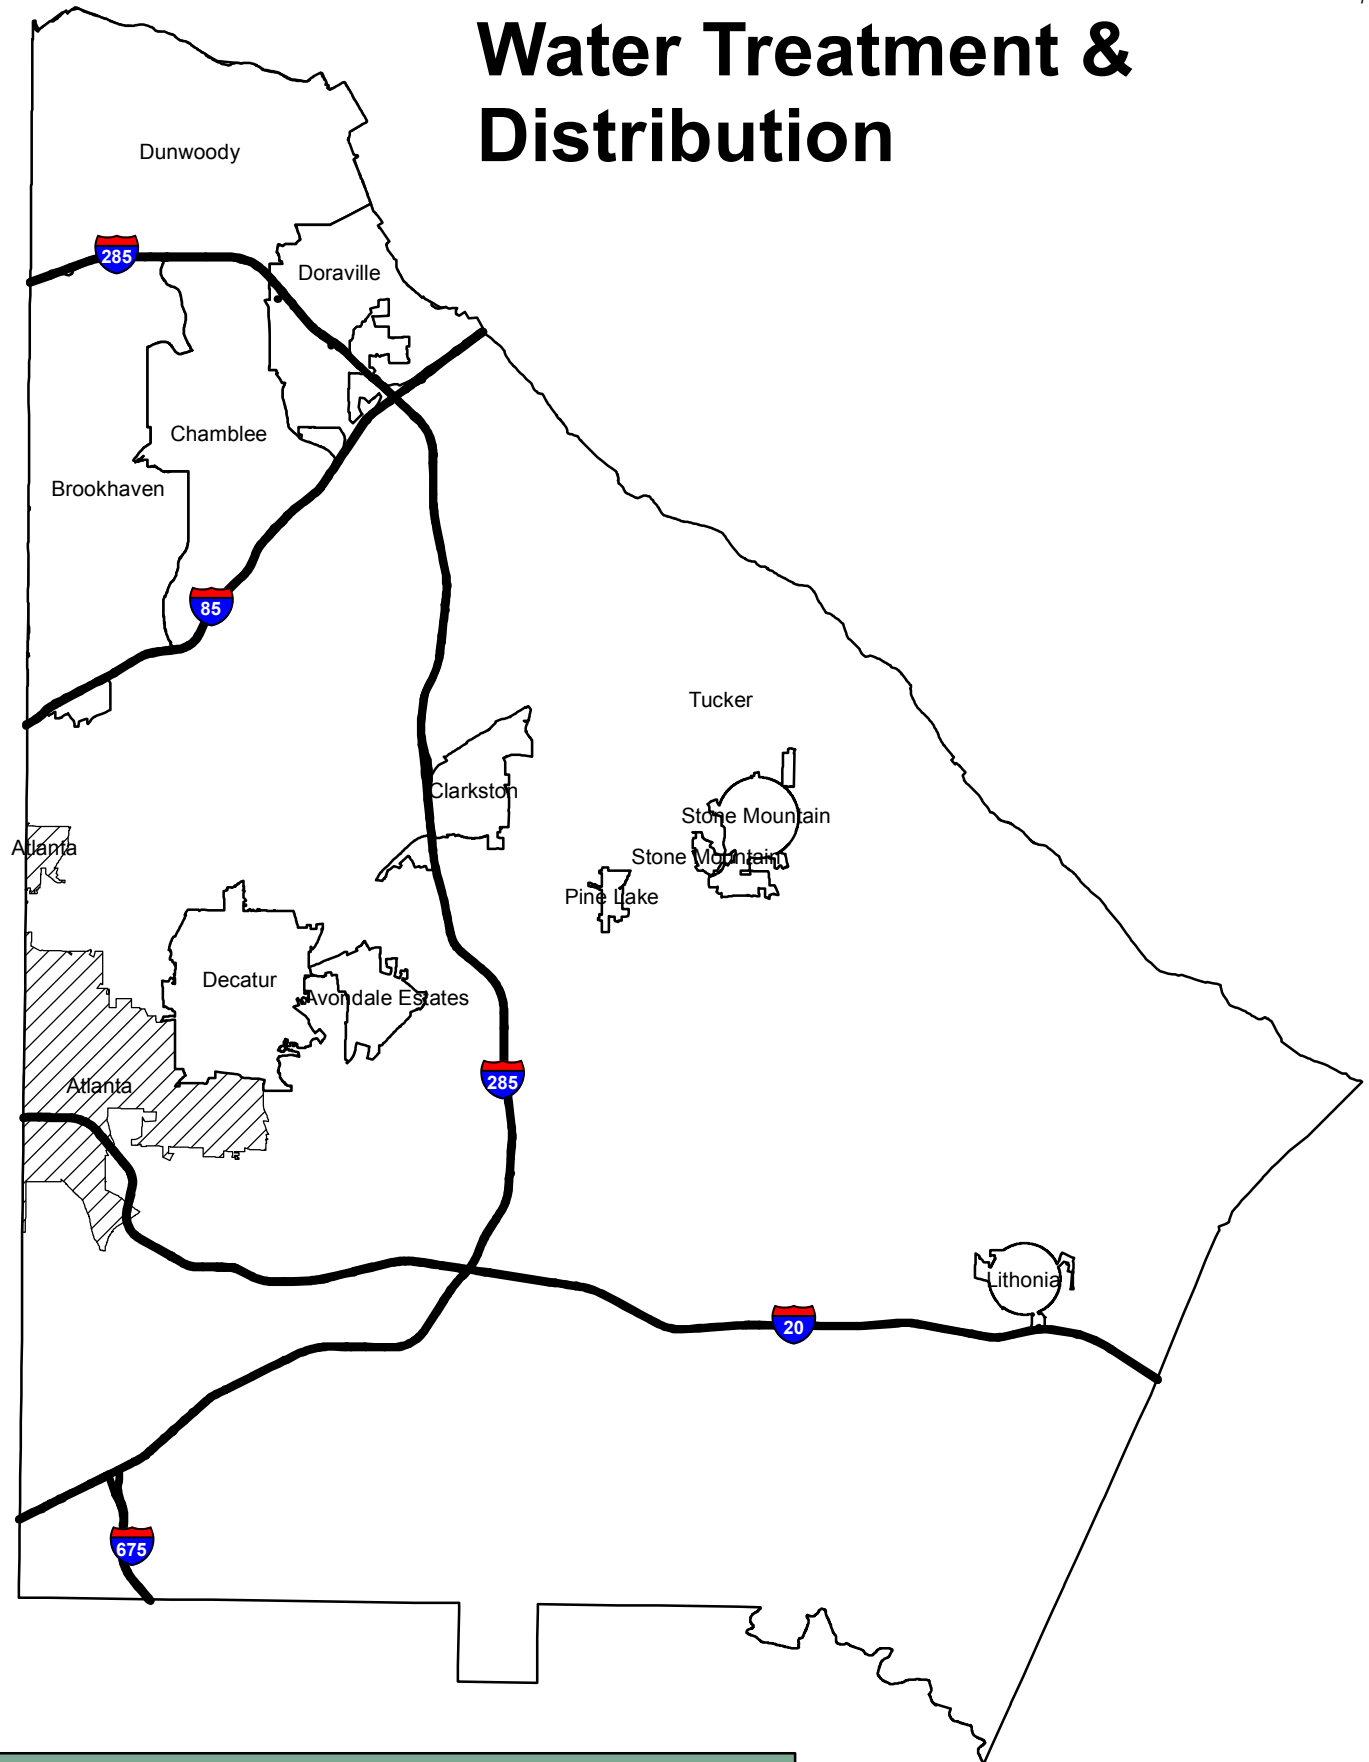 Water Treatment &
Distribution
Dunwoody
285
Doraville
Chamblee
Brookhaven
85
Tucker
Clarkston
Stone Mountain
Atlanta
Stone Mountain
Pine Lake
Decatur
Avondale Estates
285
Atlanta
Lithonia
20
675